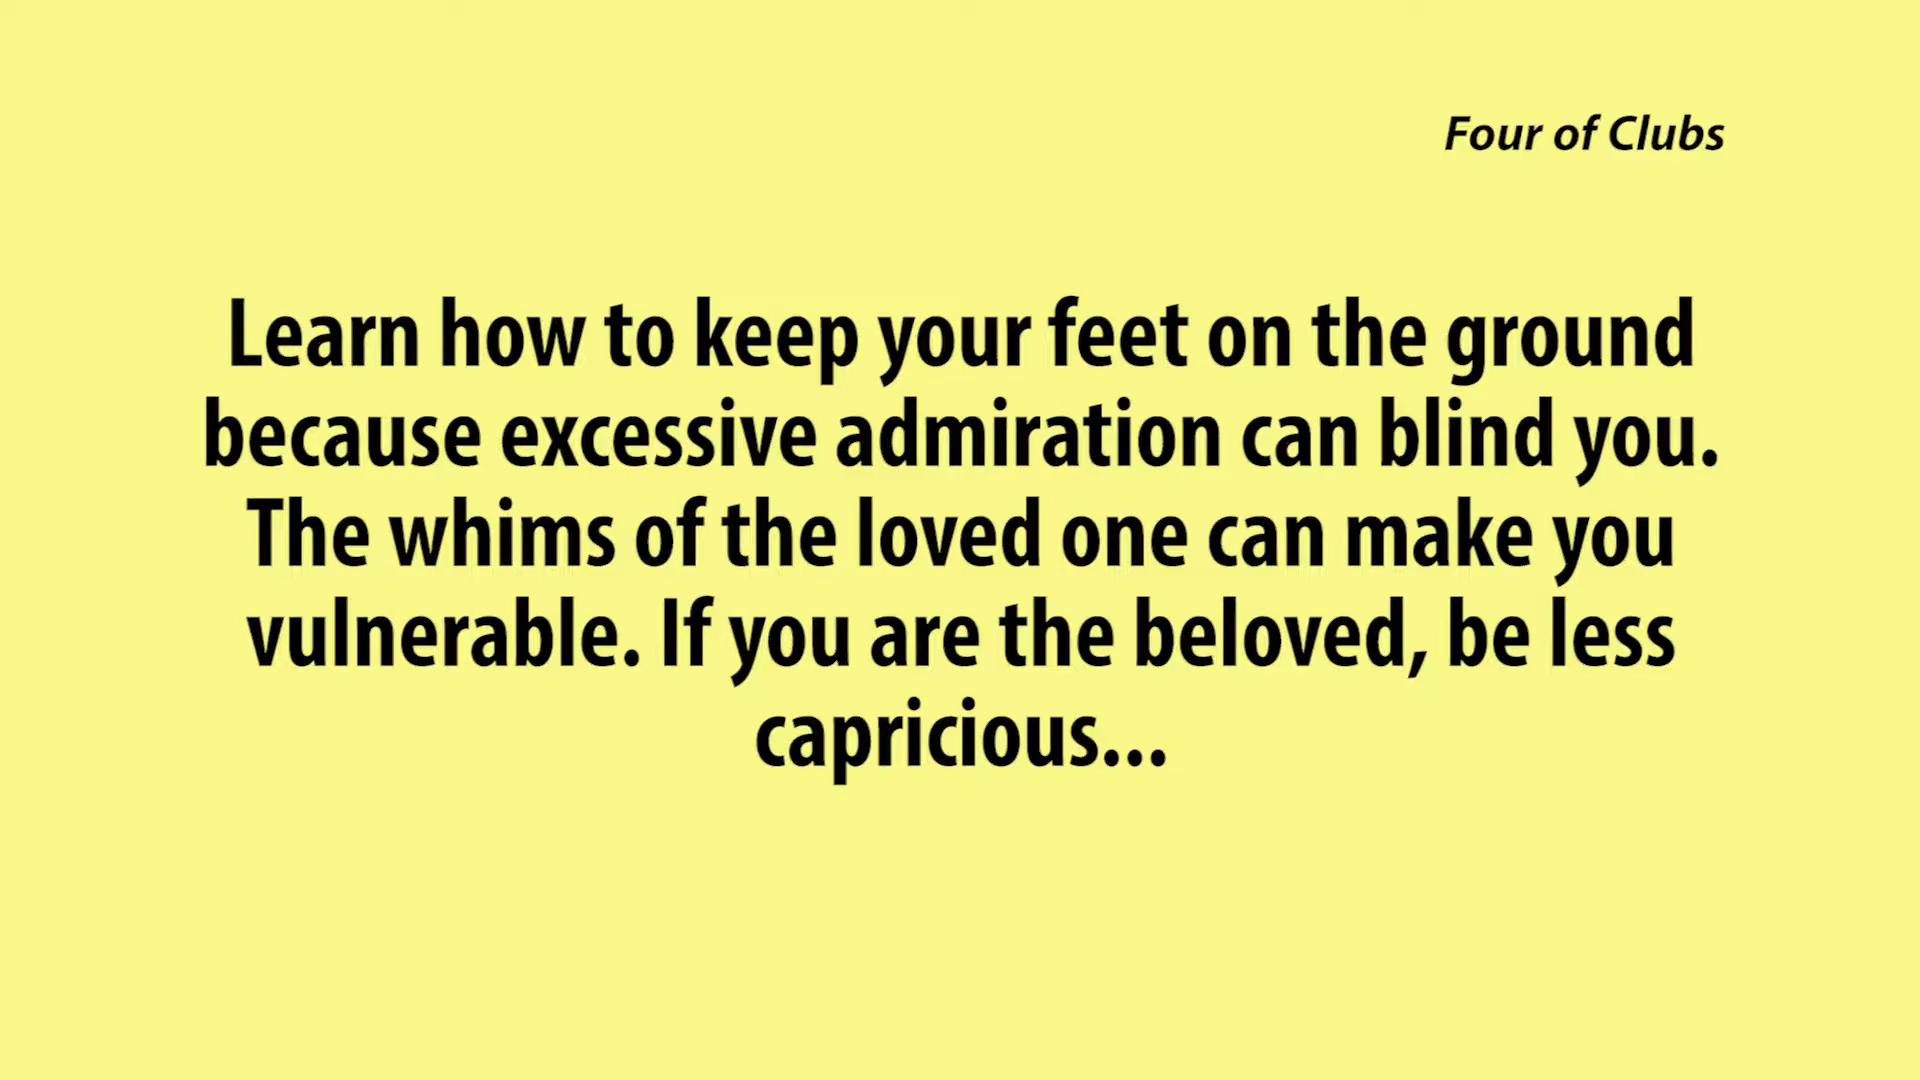 Four of Clubs
Learn how to keep your feet on the ground
because excessive admiration can blind you.
The whims of the loved one can make you
vulnerable. If you are the beloved, be less
capricious...